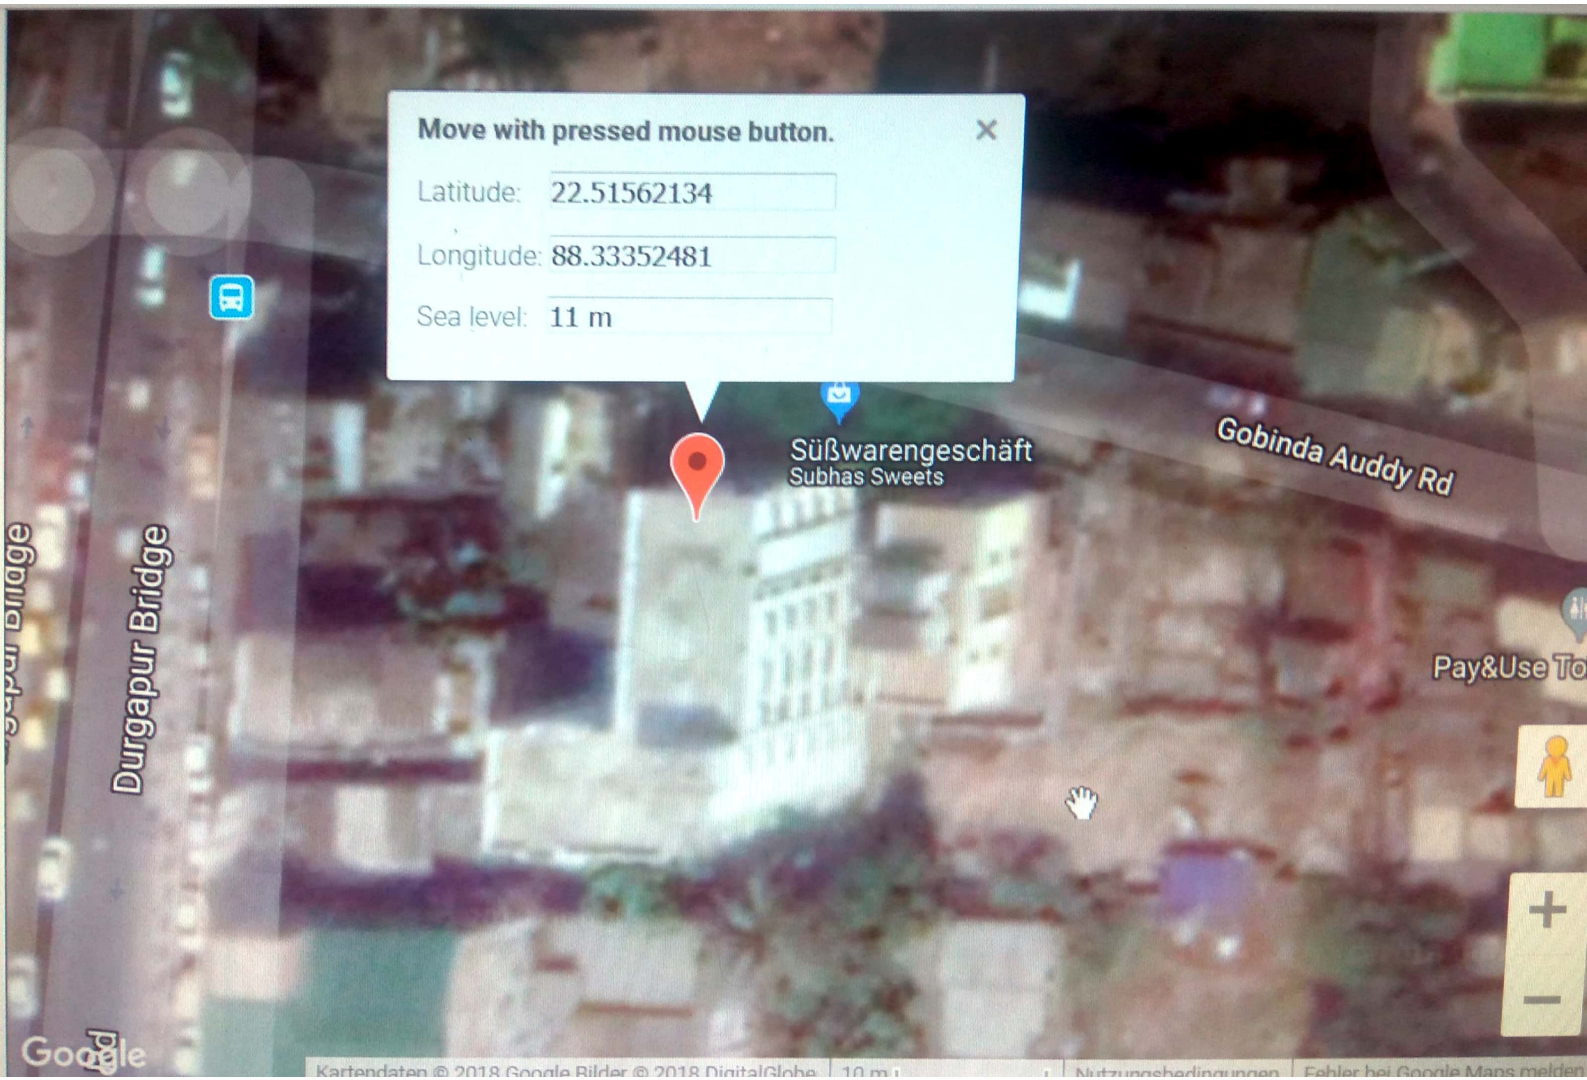 Move with pressed mouse button.
Latitude: 22.51562134
Longitude: 88.33352481
Sea level: 11 m
Süßwarengeschäft
Subhas Sweets
Gobinda Auddy Rd
Durgapur Bridge
Bridge
Pay&Use To
Rd
Google
Kartendaten © 2018 Google Bilder © 2018 DigitalGlobe
10 m
Nutzungsbedingungen
Fehler bei Google Maps melden